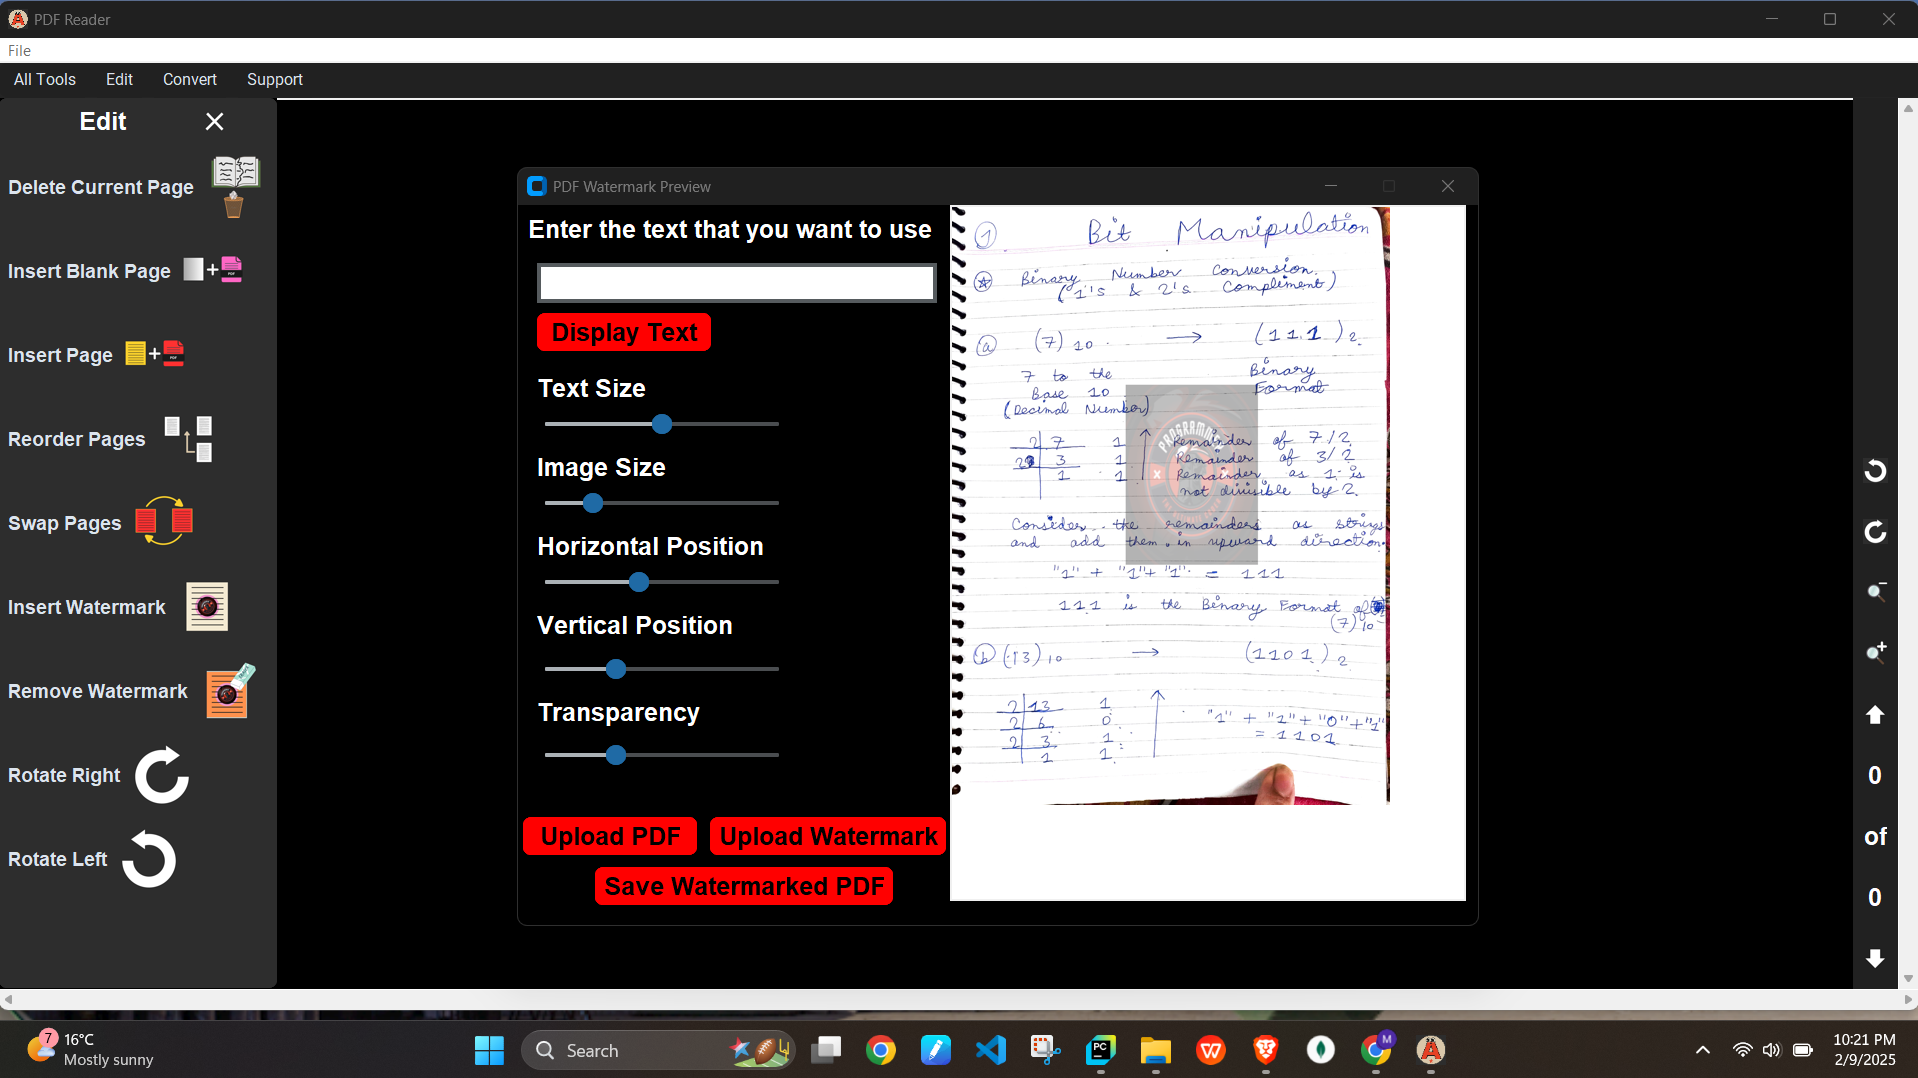 PDF Reader
File
All Tools Edit Convert Support
Edit
Delete Current Page
Insert Blank Page
Insert Page
Reorder Pages
Swap Pages
Insert Watermark
Remove Watermark
Rotate Right
Rotate Left
PDF Watermark Preview
Enter the text that you want to use
Display Text
Text Size
Image Size
Horizontal Position
Vertical Position
Transparency
Upload PDF Upload Watermark
Save Watermarked PDF
1 Bit Manipulation
Binary Number Conversion.
(1's & 2's Compliment)
a (7)10 → (111)2
7 to the Binary
Base 10 Format
(Decimal Number)
2 7 1 Remainder of 7/2
2 3 1 Remainder of 3/2
1 1 Remainder as 1 is
not divisible by 2.
Consider the remainders as strings
and add them in upward direction.
"1" + "1" + "1" = 111
111 is the Binary Format of
(7)10
b (13)10 → (1101)2
2 13 1
2 6 0 "1" + "1" + "0" + "1"
2 3 1 = 1101
1 1
0
of
0
7
16°C
Mostly sunny
Search
PC
M
10:21 PM
2/9/2025